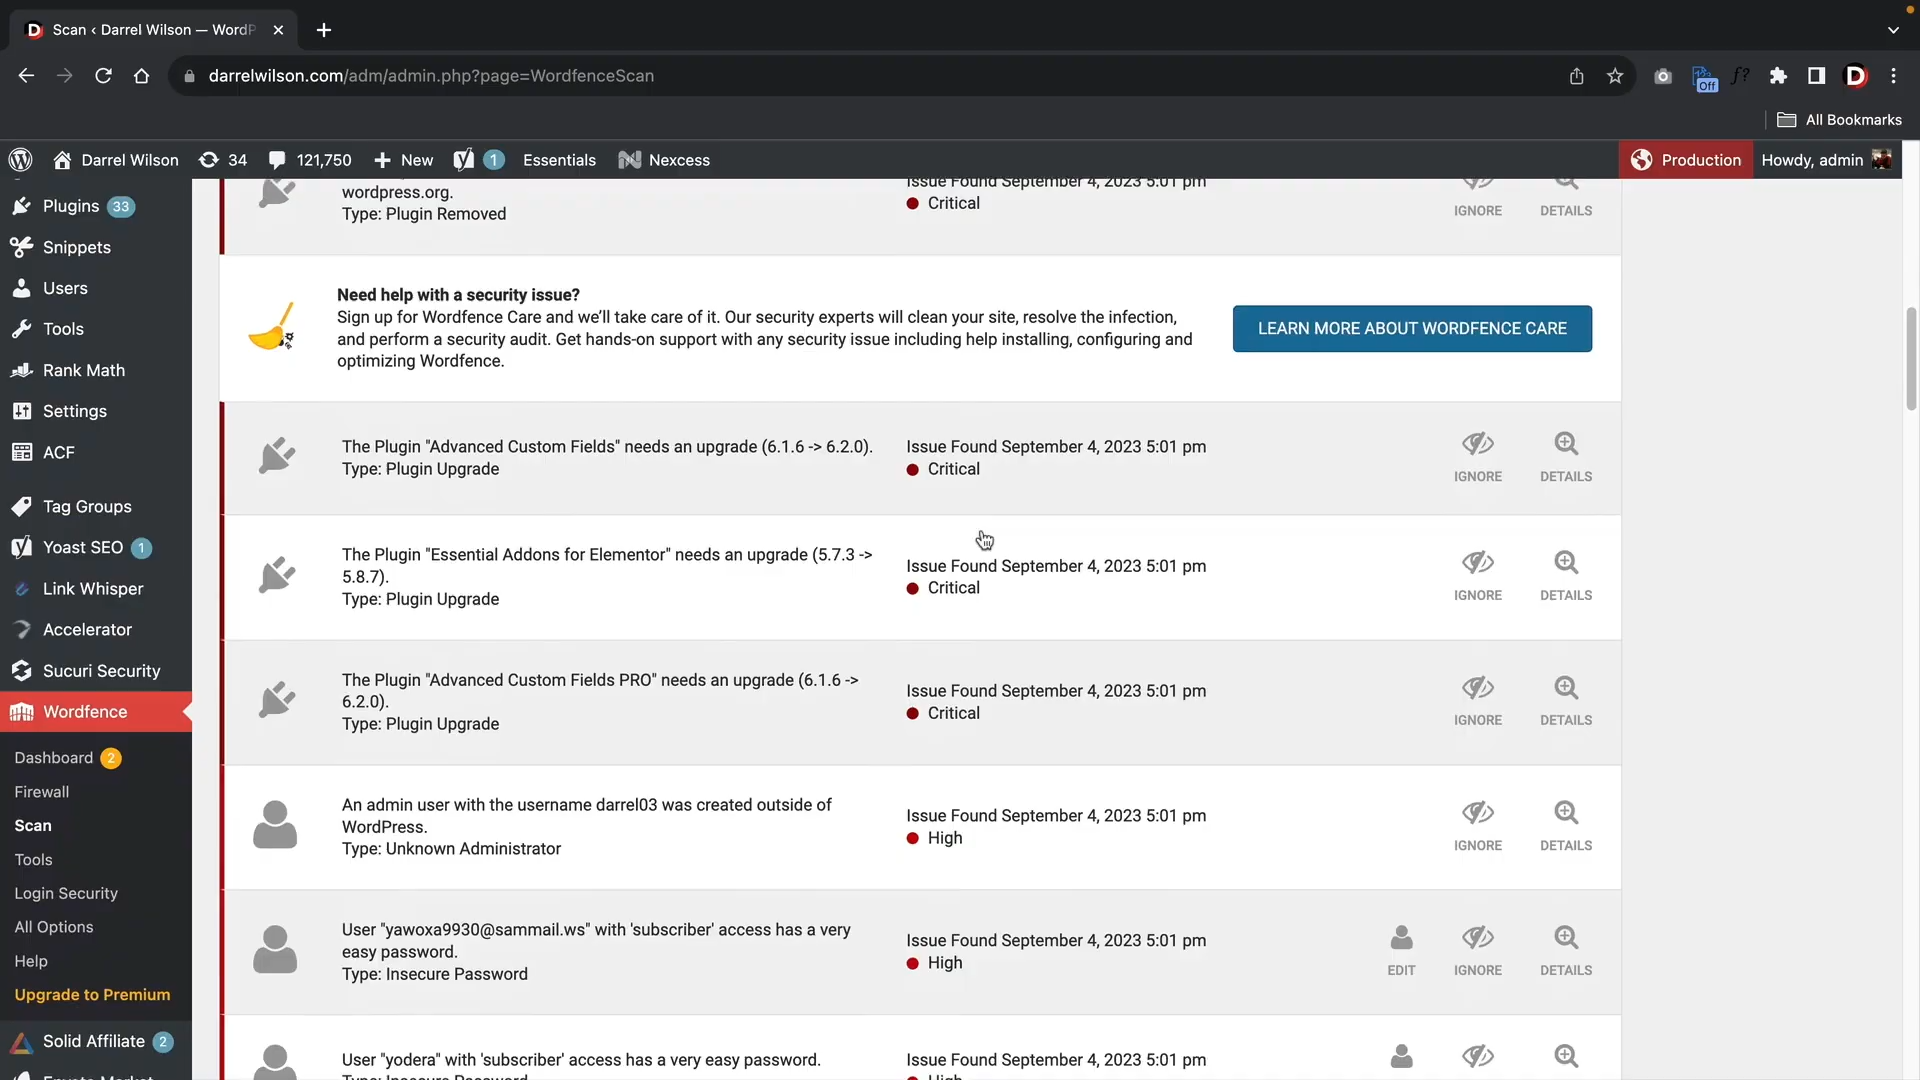 Scan ‹ Darrel Wilson — WordP
darrelwilson.com/adm/admin.php?page=WordfenceScan
Off
f?
D
All Bookmarks
Darrel Wilson
34
121,750
New
1
Essentials
Nexcess
Production
Howdy, admin
Plugins 33
Snippets
Users
Tools
Rank Math
Settings
ACF
Tag Groups
Yoast SEO 1
Link Whisper
Accelerator
Sucuri Security
Wordfence
Dashboard 2
Firewall
Scan
Tools
Login Security
All Options
Help
Upgrade to Premium
Solid Affiliate 2
wordpress.org.
Type: Plugin Removed
Issue Found September 4, 2023 5:01 pm
Critical
IGNORE
DETAILS
Need help with a security issue?
Sign up for Wordfence Care and we’ll take care of it. Our security experts will clean your site, resolve the infection,
and perform a security audit. Get hands-on support with any security issue including help installing, configuring and
optimizing Wordfence.
LEARN MORE ABOUT WORDFENCE CARE
The Plugin "Advanced Custom Fields" needs an upgrade (6.1.6 -> 6.2.0).
Type: Plugin Upgrade
Issue Found September 4, 2023 5:01 pm
Critical
IGNORE
DETAILS
The Plugin "Essential Addons for Elementor" needs an upgrade (5.7.3 ->
5.8.7).
Type: Plugin Upgrade
Issue Found September 4, 2023 5:01 pm
Critical
IGNORE
DETAILS
The Plugin "Advanced Custom Fields PRO" needs an upgrade (6.1.6 ->
6.2.0).
Type: Plugin Upgrade
Issue Found September 4, 2023 5:01 pm
Critical
IGNORE
DETAILS
An admin user with the username darrel03 was created outside of
WordPress.
Type: Unknown Administrator
Issue Found September 4, 2023 5:01 pm
High
IGNORE
DETAILS
User "yawoxa9930@sammail.ws" with 'subscriber' access has a very
easy password.
Type: Insecure Password
Issue Found September 4, 2023 5:01 pm
High
EDIT
IGNORE
DETAILS
User "yodera" with 'subscriber' access has a very easy password.
Issue Found September 4, 2023 5:01 pm